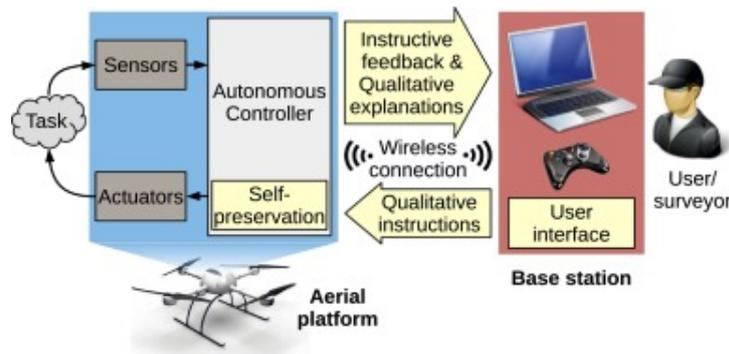 Sensors
Task
Actuators
Autonomous
Controller
Self-
preservation
Instructive
feedback &
Qualitative
explanations
Wireless
connection
Qualitative
instructions
User
interface
User/
surveyor
Base station
Aerial
platform